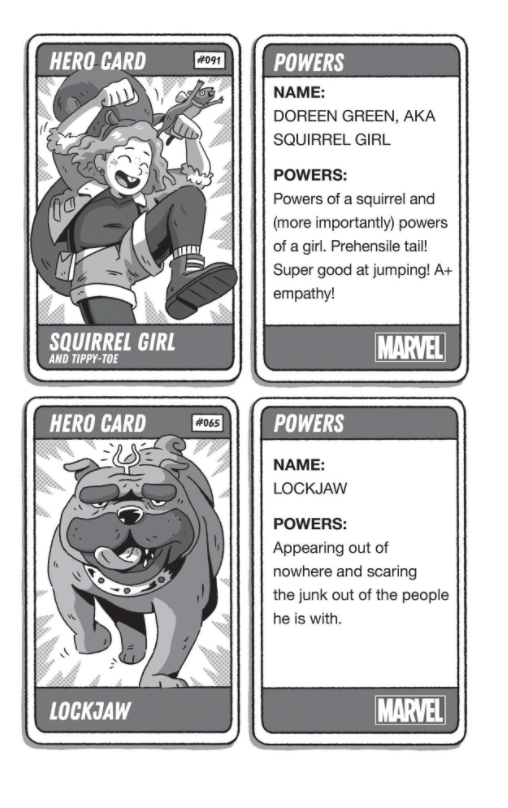 HERO CARD
#091
SQUIRREL GIRL
AND TIPPY-TOE
POWERS
NAME:
DOREEN GREEN, AKA
SQUIRREL GIRL
POWERS:
Powers of a squirrel and
(more importantly) powers
of a girl. Prehensile tail!
Super good at jumping! A+
empathy!
MARVEL
HERO CARD
#065
LOCKJAW
POWERS
NAME:
LOCKJAW
POWERS:
Appearing out of
nowhere and scaring
the junk out of the people
he is with.
MARVEL